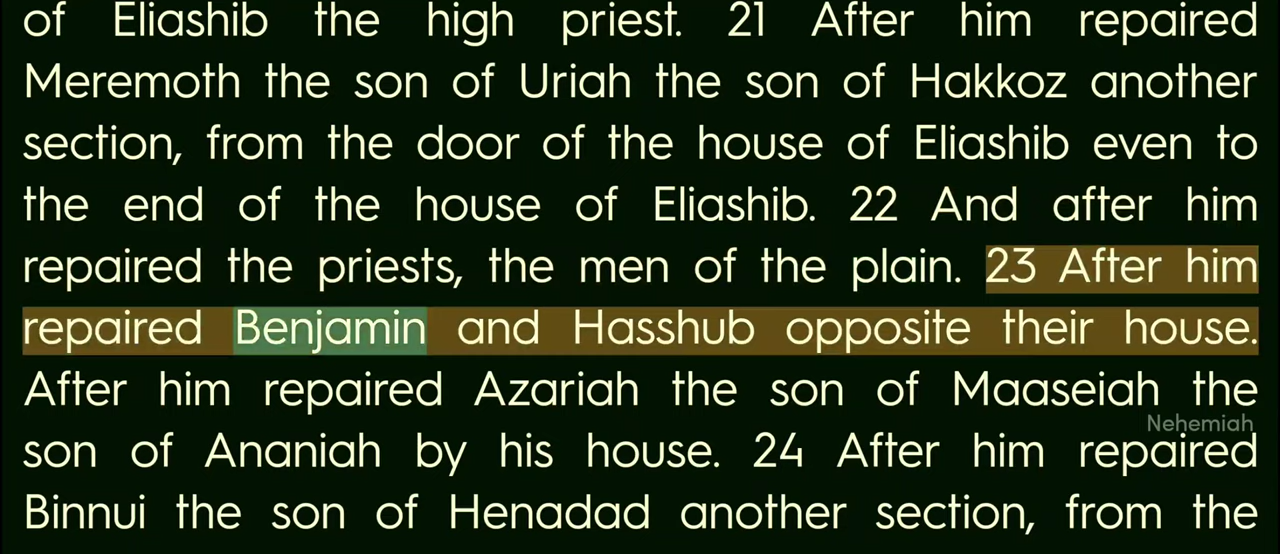 of Eliashib the high priest. 21 After him repaired
Meremoth the son of Uriah the son of Hakkoz another
section, from the door of the house of Eliashib even to
the end of the house of Eliashib. 22 And after him
repaired the priests, the men of the plain. 23 After him
repaired Benjamin and Hasshub opposite their house.
After him repaired Azariah the son of Maaseiah the
Nehemiah
son of Ananiah by his house. 24 After him repaired
Binnui the son of Henadad another section, from the